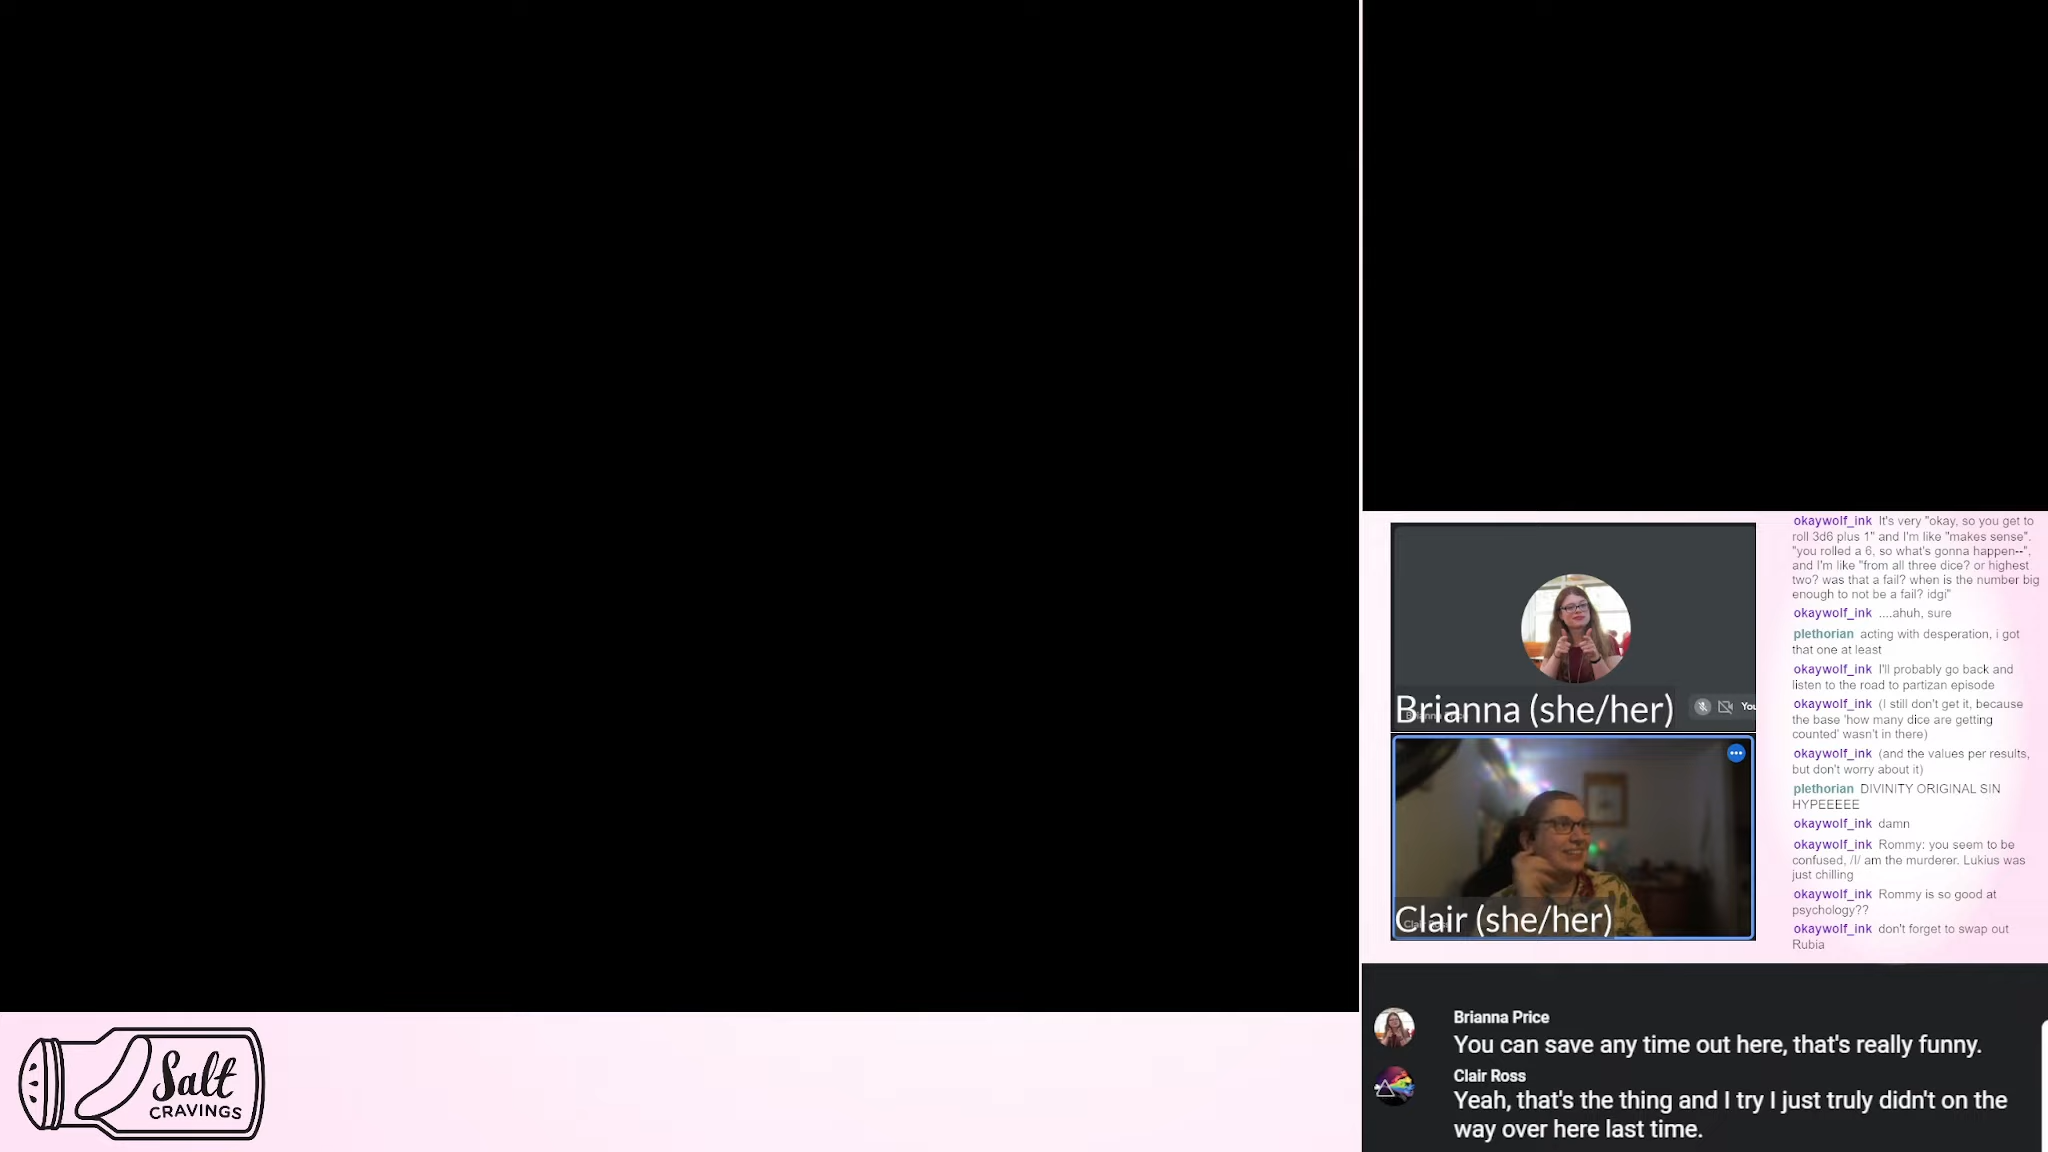 okaywolf_ink It's very "okay, so you get to
roll 3d6 plus 1" and I'm like "makes sense".
"you rolled a 6, so what's gonna happen--",
and I'm like "from all three dice? or highest
two? was that a fail? when is the number big
enough to not be a fail? idgi"
okaywolf_ink ....ahuh, sure
plethorian acting with desperation, i got
that one at least
okaywolf_ink I'll probably go back and
listen to the road to partizan episode
okaywolf_ink (I still don't get it, because
the base 'how many dice are getting
counted' wasn't in there)
okaywolf_ink (and the values per results,
but don't worry about it)
plethorian DIVINITY ORIGINAL SIN
HYPEEEEE
okaywolf_ink damn
okaywolf_ink Rommy: you seem to be
confused, /I/ am the murderer. Lukius was
just chilling
okaywolf_ink Rommy is so good at
psychology??
okaywolf_ink don't forget to swap out
Rubia
Brianna (she/her)
You
Clair (she/her)
Brianna Price
You can save any time out here, that's really funny.
Clair Ross
Yeah, that's the thing and I try I just truly didn't on the
way over here last time.
Salt
CRAVINGS